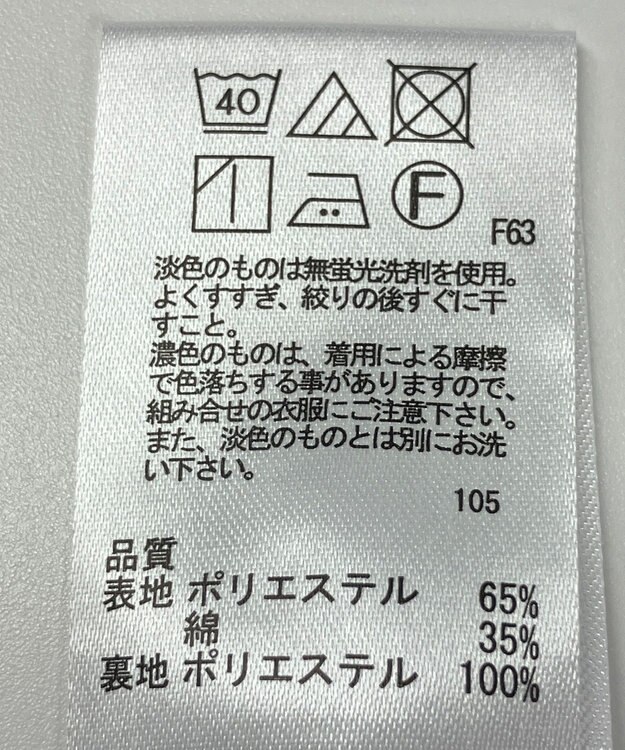 40
F
F63
淡色のものは無蛍光洗剤を使用。
よくすすぎ、絞りの後すぐに干
すこと。
濃色のものは、着用による摩擦
で色落ちする事がありますので、
組み合せの衣服にご注意下さい。
また、淡色のものとは別にお洗
い下さい。
105
品質
表地 ポリエステル 65%
綿 35%
裏地 ポリエステル 100%